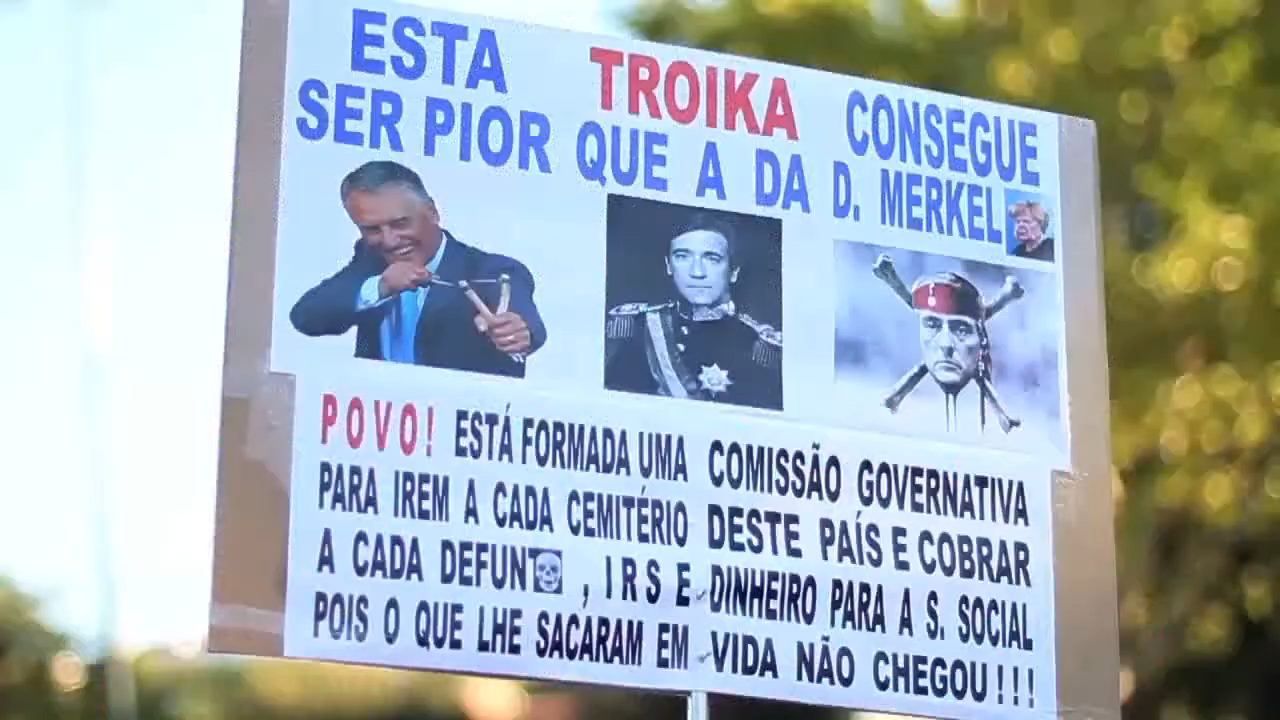 ESTA TROIKA CONSEGUE
SER PIOR QUE A DA D. MERKEL
POVO! ESTÁ FORMADA UMA COMISSÃO GOVERNATIVA
PARA IREM A CADA CEMITÉRIO DESTE PAÍS E COBRAR
A CADA DEFUNT , IRS E DINHEIRO PARA A S. SOCIAL
POIS O QUE LHE SACARAM EM VIDA NÃO CHEGOU!!!